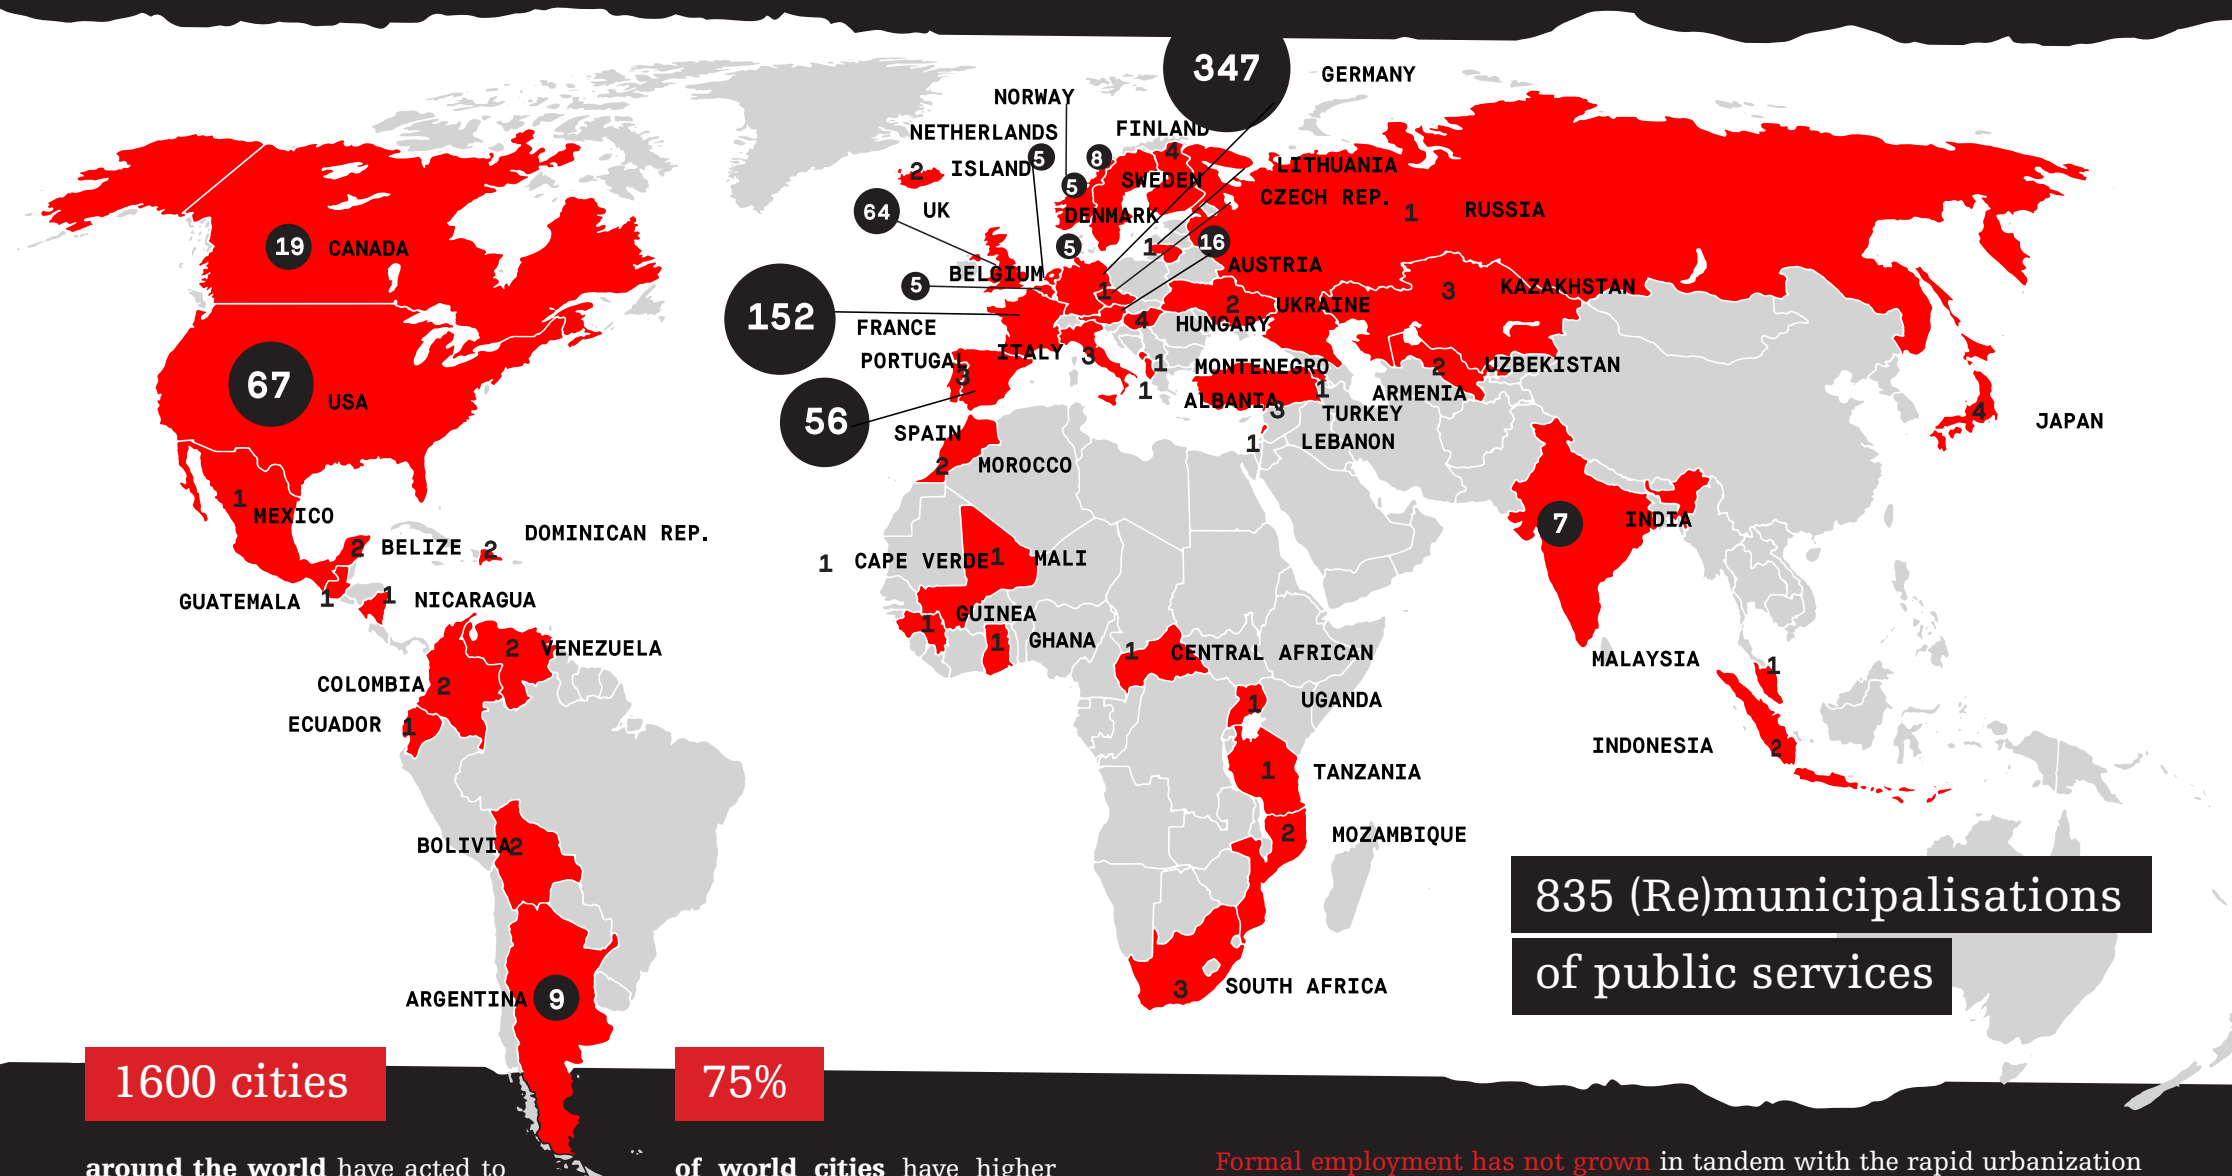 347
GERMANY
NORWAY
NETHERLANDS
FINLAND
5
8
4
2
ISLAND
LITHUANIA
5
SWEDEN
CZECH REP.
64
UK
DENMARK
1
RUSSIA
19
CANADA
5
1
16
AUSTRIA
BELGIUM
5
1
3
KAZAKHSTAN
2
UKRAINE
152
FRANCE
4
HUNGARY
ITALY
3
PORTUGAL
3
1
MONTENEGRO
2
UZBEKISTAN
67
USA
1
ALBANIA
1
ARMENIA
3
TURKEY
4
JAPAN
56
SPAIN
1
LEBANON
2
MOROCCO
1
MEXICO
7
INDIA
2
BELIZE
2
DOMINICAN REP.
1
CAPE VERDE
1
MALI
GUATEMALA
1
1
NICARAGUA
1
GUINEA
1
GHANA
2
VENEZUELA
1
CENTRAL AFRICAN
MALAYSIA
1
COLOMBIA
2
1
UGANDA
ECUADOR
1
INDONESIA
2
1
TANZANIA
BOLIVIA
2
2
MOZAMBIQUE
835 (Re)municipalisations
of public services
ARGENTINA
9
3
SOUTH AFRICA
1600 cities
around the world have acted to
75%
of world cities have higher
Formal employment has not grown in tandem with the rapid urbanization